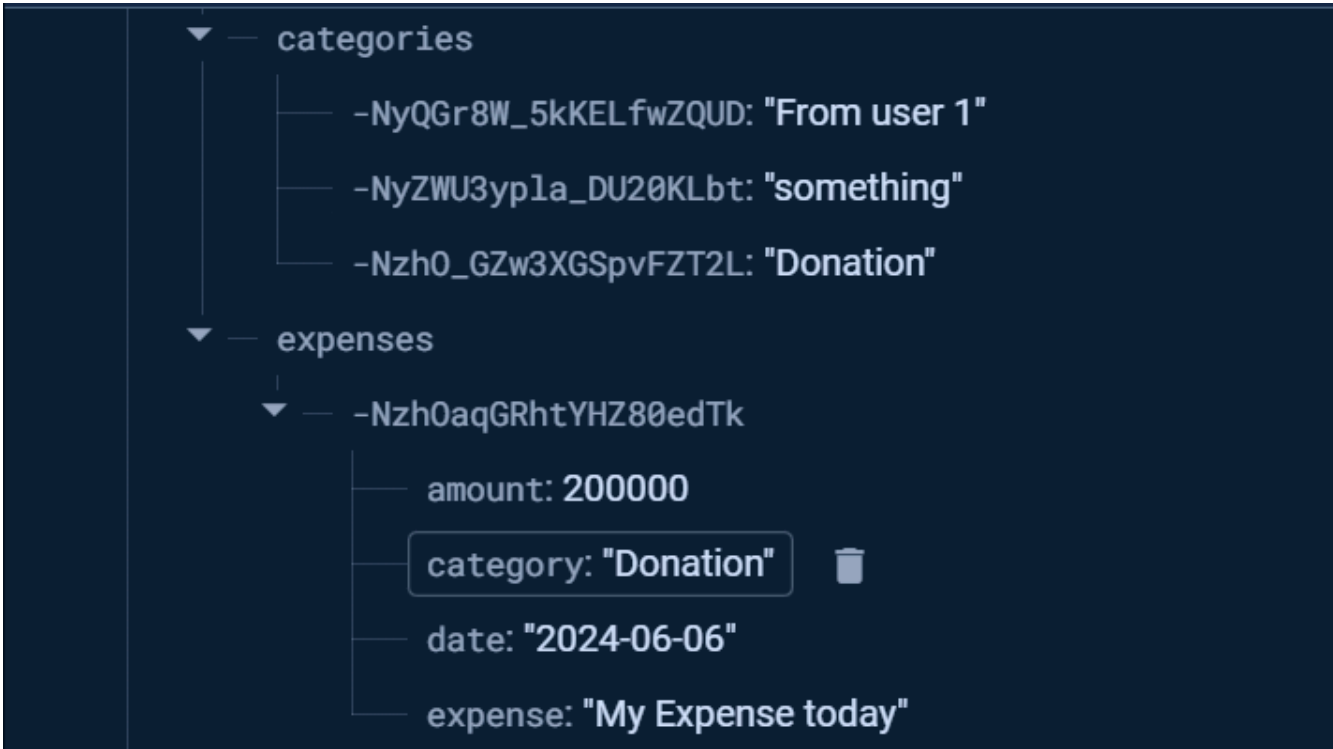 categories
-NyQGr8W_5kKELfwZQUD: "From user 1"
-NyZWU3ypla_DU20KLbt: "something"
-NzhO_GZw3XGSpvFZT2L: "Donation"
expenses
-NzhOaqGRhtYHZ80edTk
amount: 200000
category: "Donation"
date: "2024-06-06"
expense: "My Expense today"